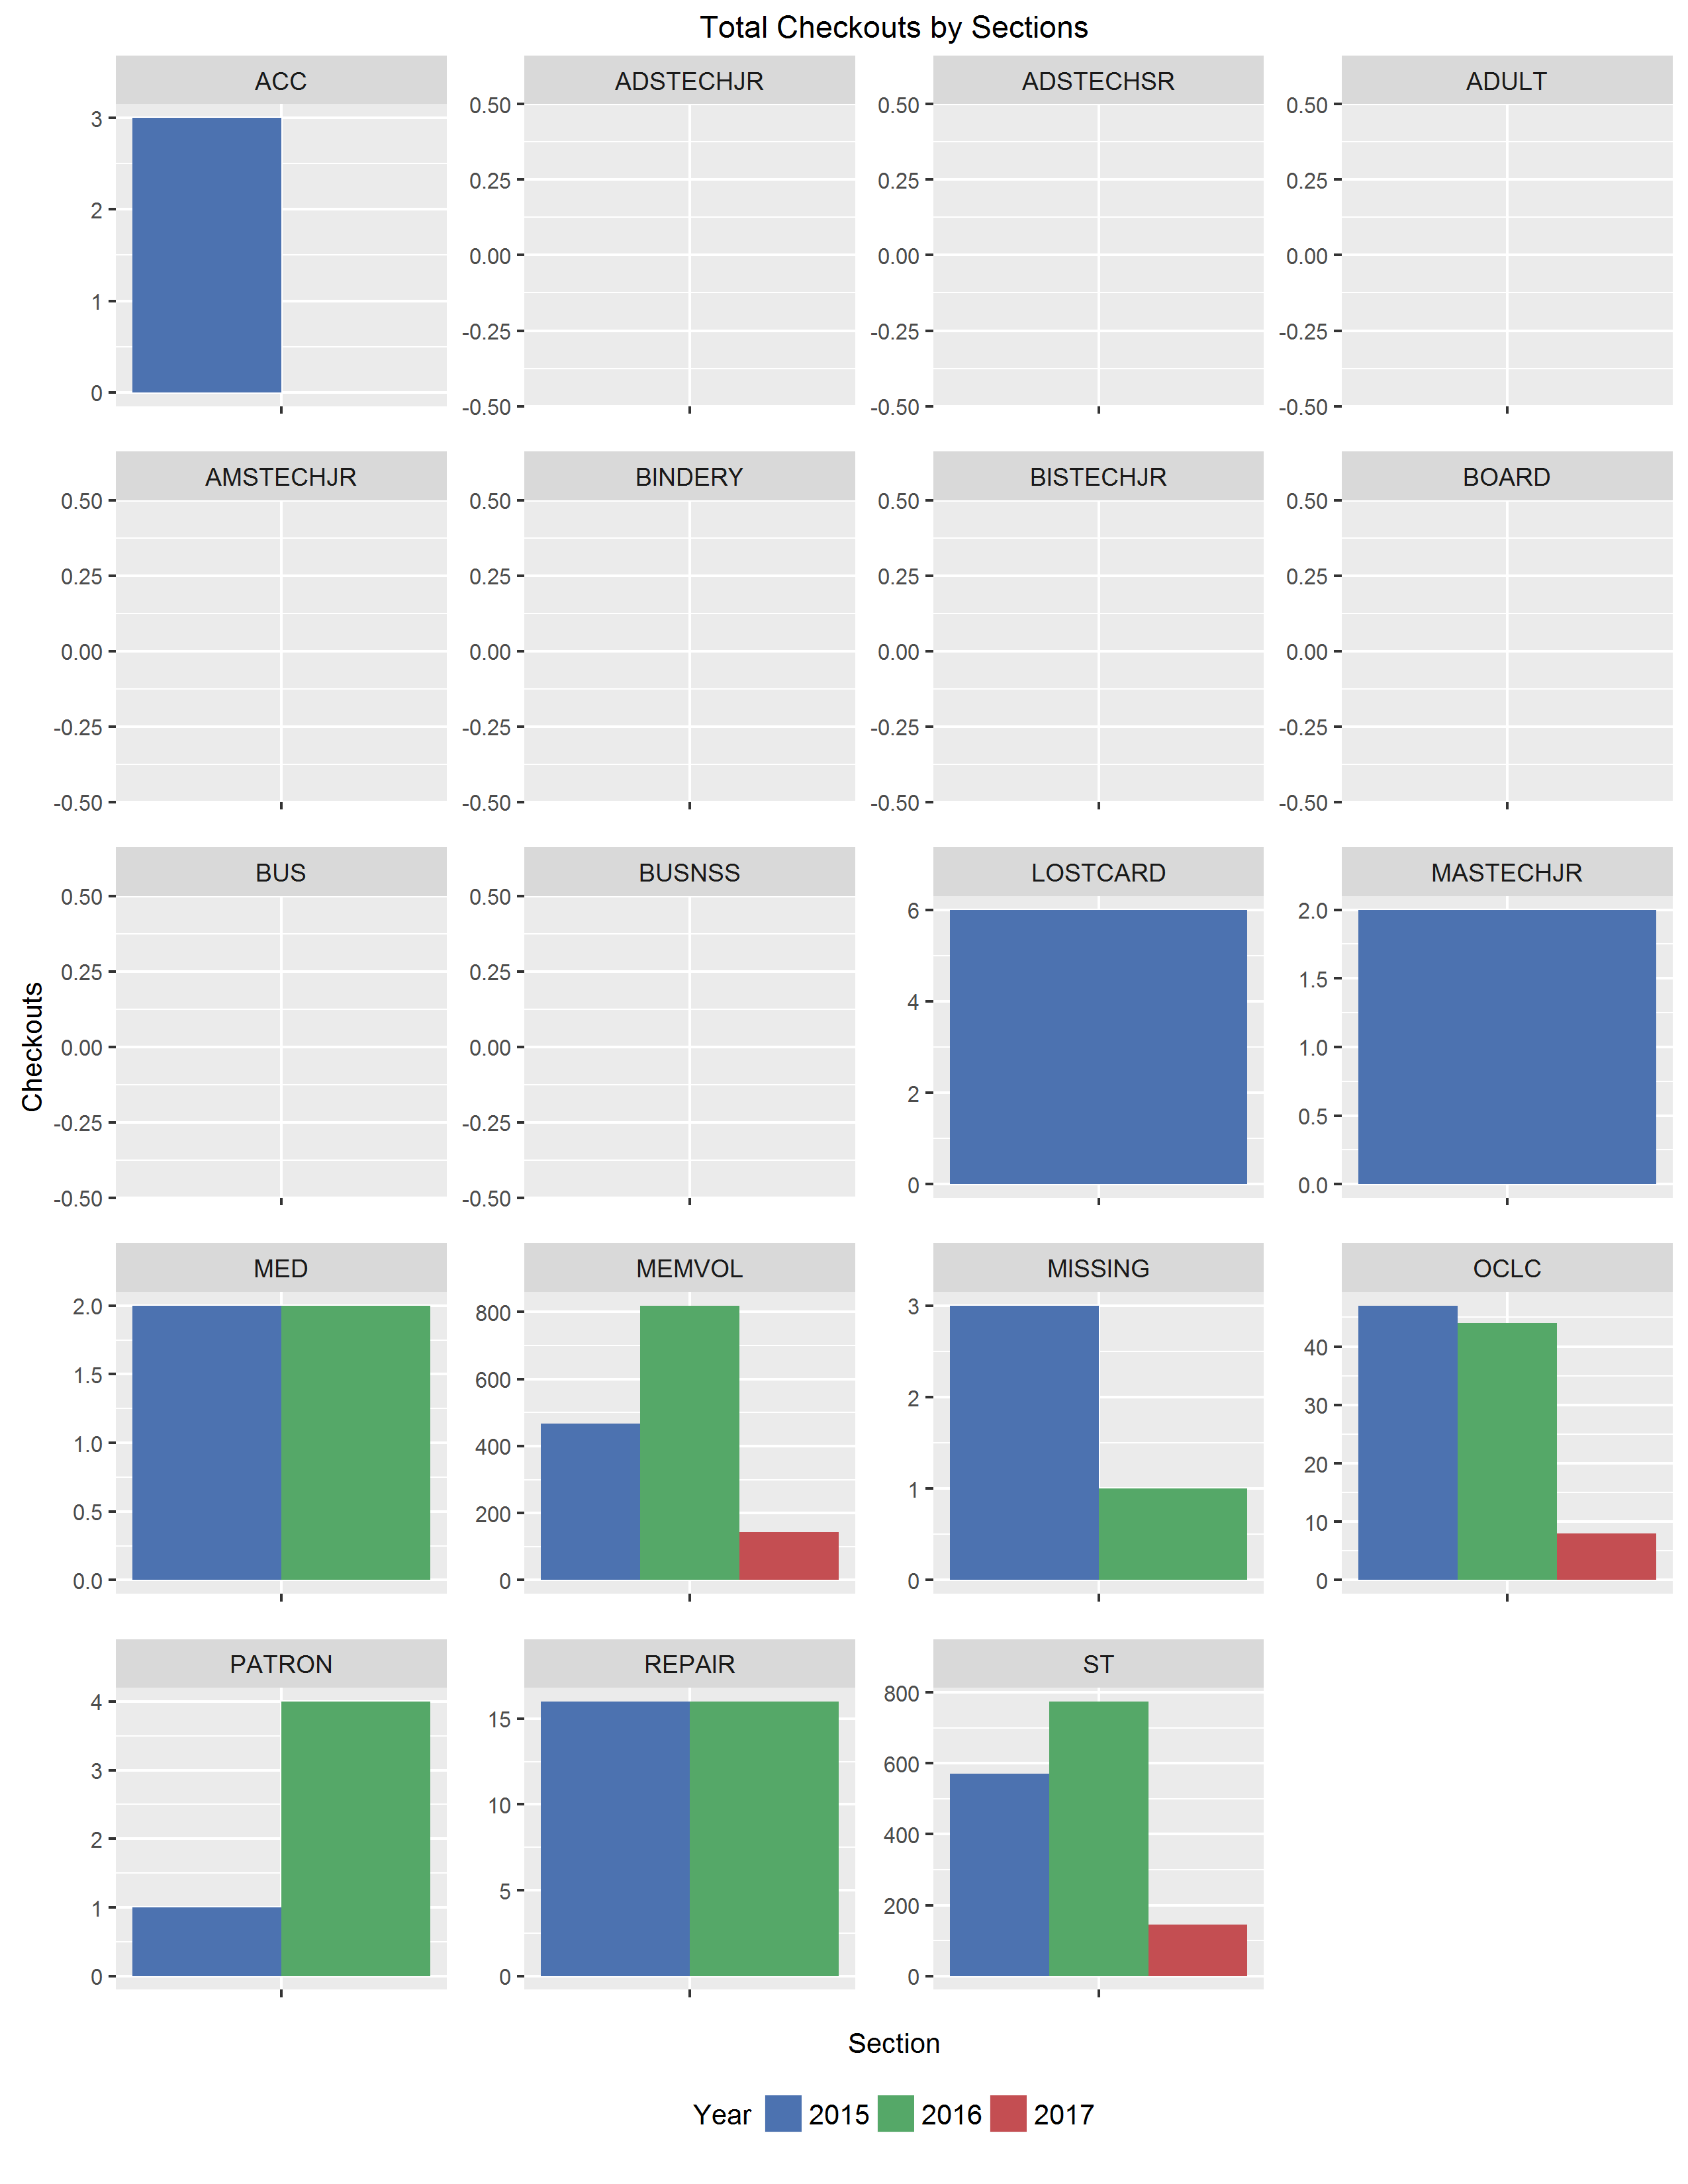 Total Checkouts by Sections
ACC ADSTECHJR ADSTECHSR ADULT
3 2 1 0
0.50 0.25 0.00 -0.25 -0.50
0.50 0.25 0.00 -0.25 -0.50
0.50 0.25 0.00 -0.25 -0.50
AMSTECHJR BINDERY BISTECHJR BOARD
0.50 0.25 0.00 -0.25 -0.50
0.50 0.25 0.00 -0.25 -0.50
0.50 0.25 0.00 -0.25 -0.50
0.50 0.25 0.00 -0.25 -0.50
Checkouts
BUS BUSNSS LOSTCARD MASTECHJR
0.50 0.25 0.00 -0.25 -0.50
0.50 0.25 0.00 -0.25 -0.50
6 4 2 0
2.0 1.5 1.0 0.5 0.0
MED MEMVOL MISSING OCLC
2.0 1.5 1.0 0.5 0.0
800 600 400 200 0
3 2 1 0
40 30 20 10 0
PATRON REPAIR ST
4 3 2 1 0
15 10 5 0
800 600 400 200 0
Section
Year 2015 2016 2017